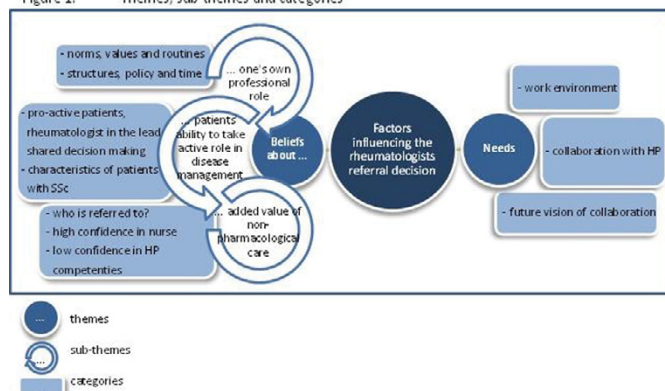 Figure 1. Themes, sub-themes and categories
- norms, values and routines
- structures, policy and time
... one's own
professional
role
- pro-active patients,
rheumatologist in the lead
shared decision making
- characteristics of patients
with SSc
... patients
ability to take
active role in
disease
management
- who is referred to?
- high confidence in nurse
- low confidence in HP
competenties
... added value of
non-
pharmacological
care
Beliefs
about ...
Factors
influencing the
rheumatologists
referral decision
Needs
- work environment
- collaboration with HP
- future vision of collaboration
... themes
... sub-themes
categories